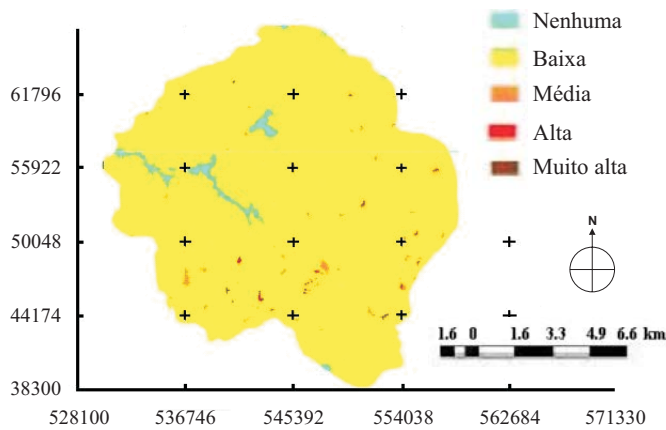 Nenhuma
Baixa
Média
Alta
Muito alta
61796
55922
50048
44174
38300
528100 536746 545392 554038 562684 571330
N
1.6 0 1.6 3.3 4.9 6.6 km